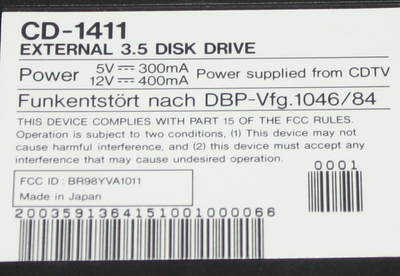 CD-1411
EXTERNAL 3.5 DISK DRIVE
Power 5V⎓300mA
12V⎓400mA Power supplied from CDTV
Funkentstört nach DBP-Vfg.1046/84
THIS DEVICE COMPLIES WITH PART 15 OF THE FCC RULES.
Operation is subject to two conditions, (1) This device may not
cause harmful interference, and (2) this device must accept any
interference that may cause undesired operation.
0001
FCC ID : BR98YVA1011
Made in Japan
2003591364151001000066